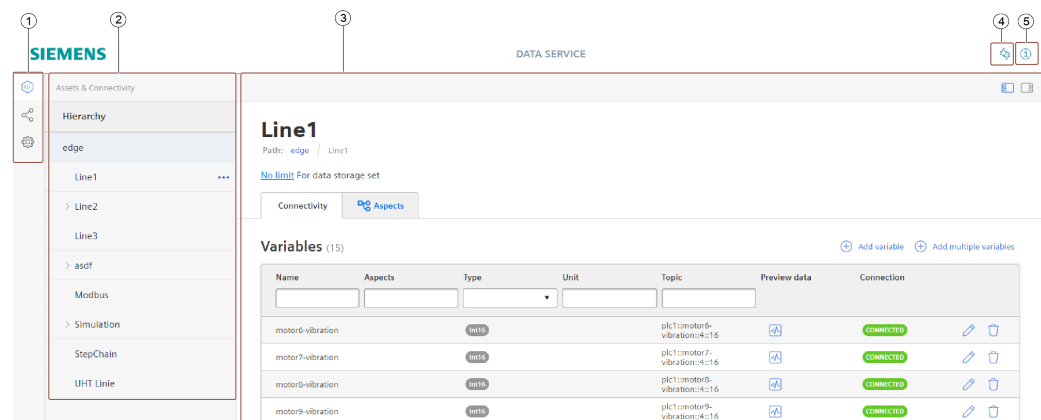 1 2 3 4 5
SIEMENS
DATA SERVICE
Assets & Connectivity
Hierarchy
edge
Line1
Line2
Line3
asdf
Modbus
Simulation
StepChain
UHT Linie
Line1
Path: edge / Line1
No limit For data storage set
Connectivity Aspects
Variables (15) Add variable Add multiple variables
Name Aspects Type Unit Topic Preview data Connection
motor6-vibration Int16 plc1::motor6-
vibration::4::16 CONNECTED
motor7-vibration Int16 plc1::motor7-
vibration::4::16 CONNECTED
motor8-vibration Int16 plc1::motor8-
vibration::4::16 CONNECTED
motor9-vibration Int16 plc1::motor9-
vibration::4::16 CONNECTED